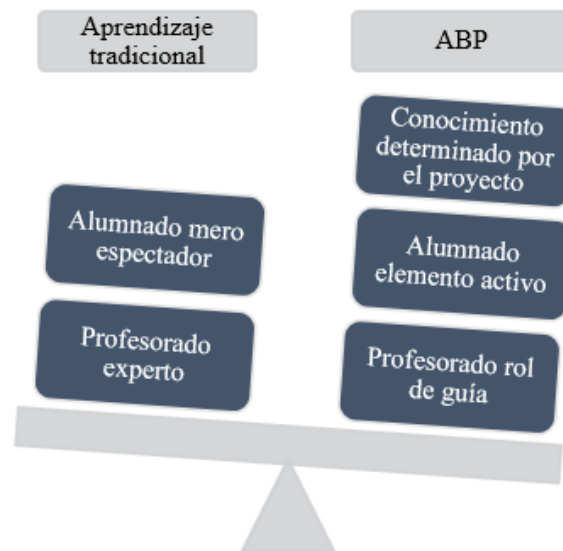 Aprendizaje
tradicional
ABP
Conocimiento
determinado por
el proyecto
Alumnado mero
espectador
Alumnado
elemento activo
Profesorado
experto
Profesorado rol
de guía